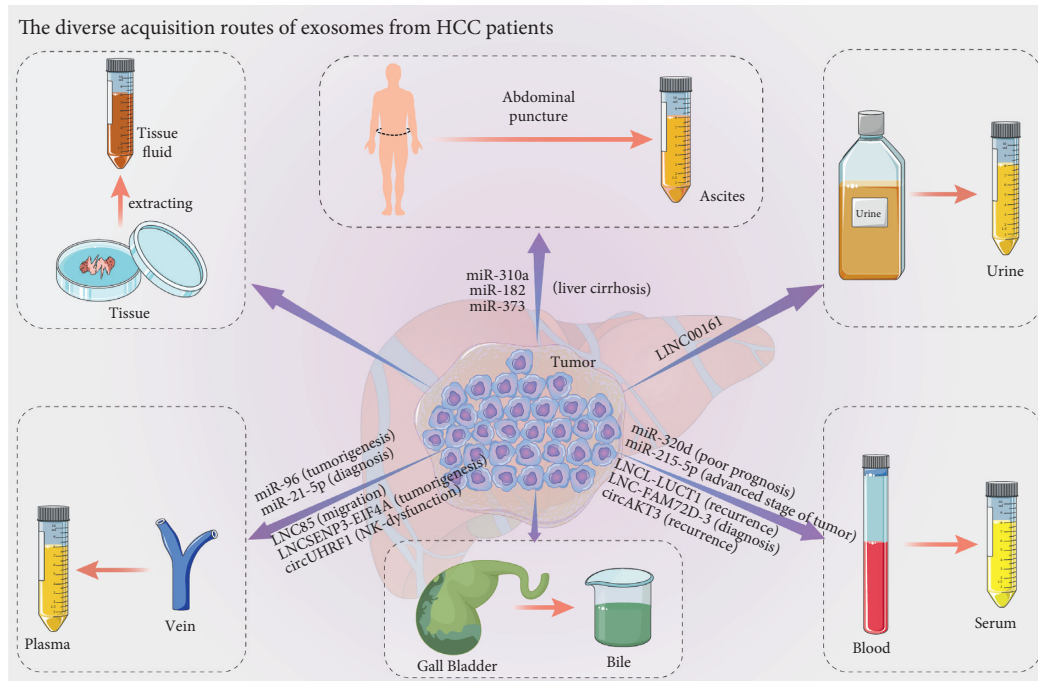 The diverse acquisition routes of exosomes from HCC patients
Tissue
fluid
extracting
Tissue
Abdominal
puncture
Ascites
Urine
Urine
miR-310a
miR-182
miR-373
(liver cirrhosis)
LINC00161
Tumor
miR-96 (tumorigenesis)
miR-21-5p (diagnosis)
LNC85 (migration)
LNCSENP3-EIF4A (tumorigenesis)
circUHRF1 (NK-dysfunction)
miR-320d (poor prognosis)
miR-215-5p (advanced stage of tumor)
LNCL-LUCT1 (recurrence)
LNC-FAM72D-3 (diagnosis)
circAKT3 (recurrence)
Plasma
Vein
Gall Bladder
Bile
Blood
Serum